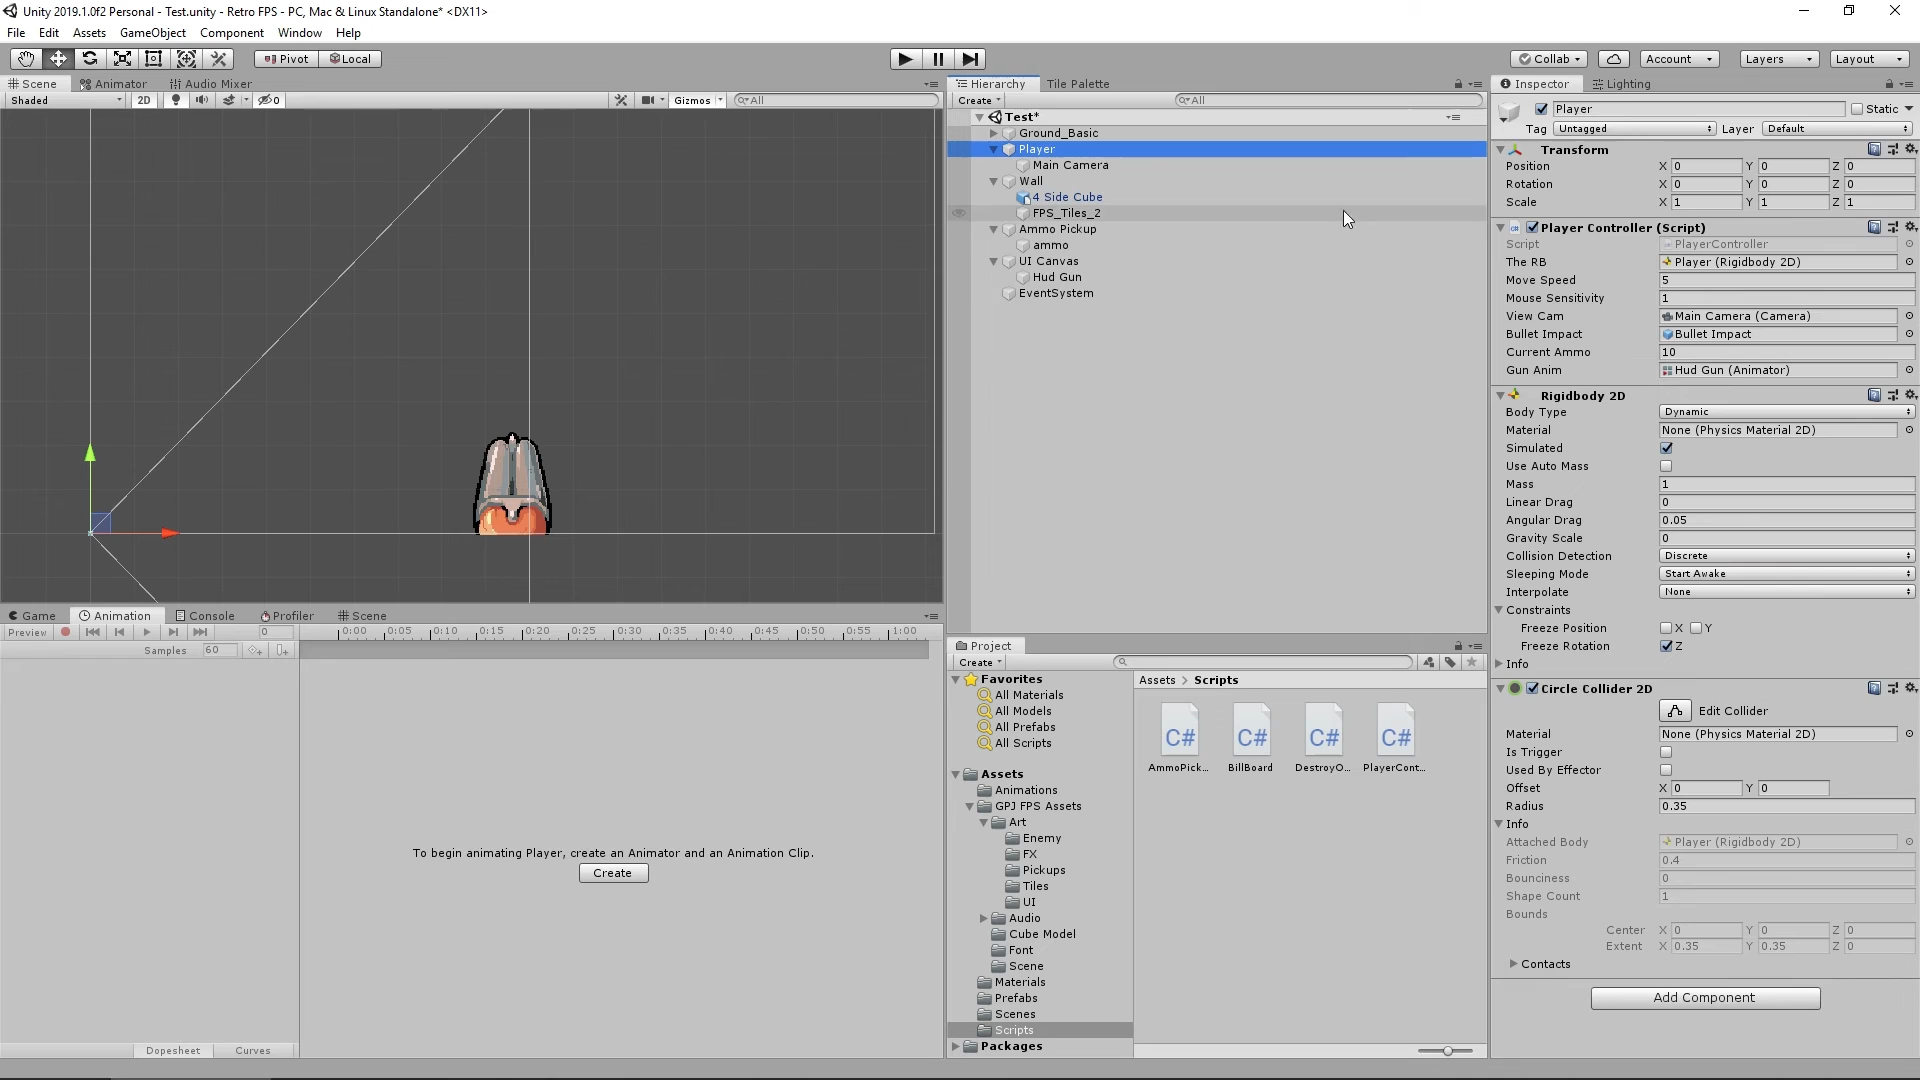 Unity 2019.1.0f2 Personal - Test.unity - Retro FPS - PC, Mac & Linux Standalone* <DX11>
File Edit Assets GameObject Component Window Help
Pivot Local
Collab Account Layers Layout
Scene Animator Audio Mixer
Shaded 2D 0 Gizmos All
Hierarchy Tile Palette
Create All
Test*
Ground_Basic
Player
Main Camera
Wall
4 Side Cube
FPS_Tiles_2
Ammo Pickup
ammo
UI Canvas
Hud Gun
EventSystem
Inspector Lighting
Player Static
Tag Untagged Layer Default
Transform
Position X 0 Y 0 Z 0
Rotation X 0 Y 0 Z 0
Scale X 1 Y 1 Z 1
Player Controller (Script)
Script PlayerController
The RB Player (Rigidbody 2D)
Move Speed 5
Mouse Sensitivity 1
View Cam Main Camera (Camera)
Bullet Impact Bullet Impact
Current Ammo 10
Gun Anim Hud Gun (Animator)
Rigidbody 2D
Body Type Dynamic
Material None (Physics Material 2D)
Simulated
Use Auto Mass
Mass 1
Linear Drag 0
Angular Drag 0.05
Gravity Scale 0
Collision Detection Discrete
Sleeping Mode Start Awake
Interpolate None
Constraints
Freeze Position X Y
Freeze Rotation Z
Info
Circle Collider 2D
Edit Collider
Material None (Physics Material 2D)
Is Trigger
Used By Effector
Offset X 0 Y 0
Radius 0.35
Info
Attached Body Player (Rigidbody 2D)
Friction 0.4
Bounciness 0
Shape Count 1
Bounds
Center X 0 Y 0 Z 0
Extent X 0.35 Y 0.35 Z 0
Contacts
Add Component
Game Animation Console Profiler Scene
Preview 0 0:00 0:05 0:10 0:15 0:20 0:25 0:30 0:35 0:40 0:45 0:50 0:55 1:00
Samples 60
To begin animating Player, create an Animator and an Animation Clip.
Create
Dopesheet Curves
Project
Create
Favorites
All Materials
All Models
All Prefabs
All Scripts
Assets
Animations
GPJ FPS Assets
Art
Enemy
FX
Pickups
Tiles
UI
Audio
Cube Model
Font
Scene
Materials
Prefabs
Scenes
Scripts
Packages
Assets > Scripts
C# C# C# C#
AmmoPick... BillBoard DestroyO... PlayerCont...